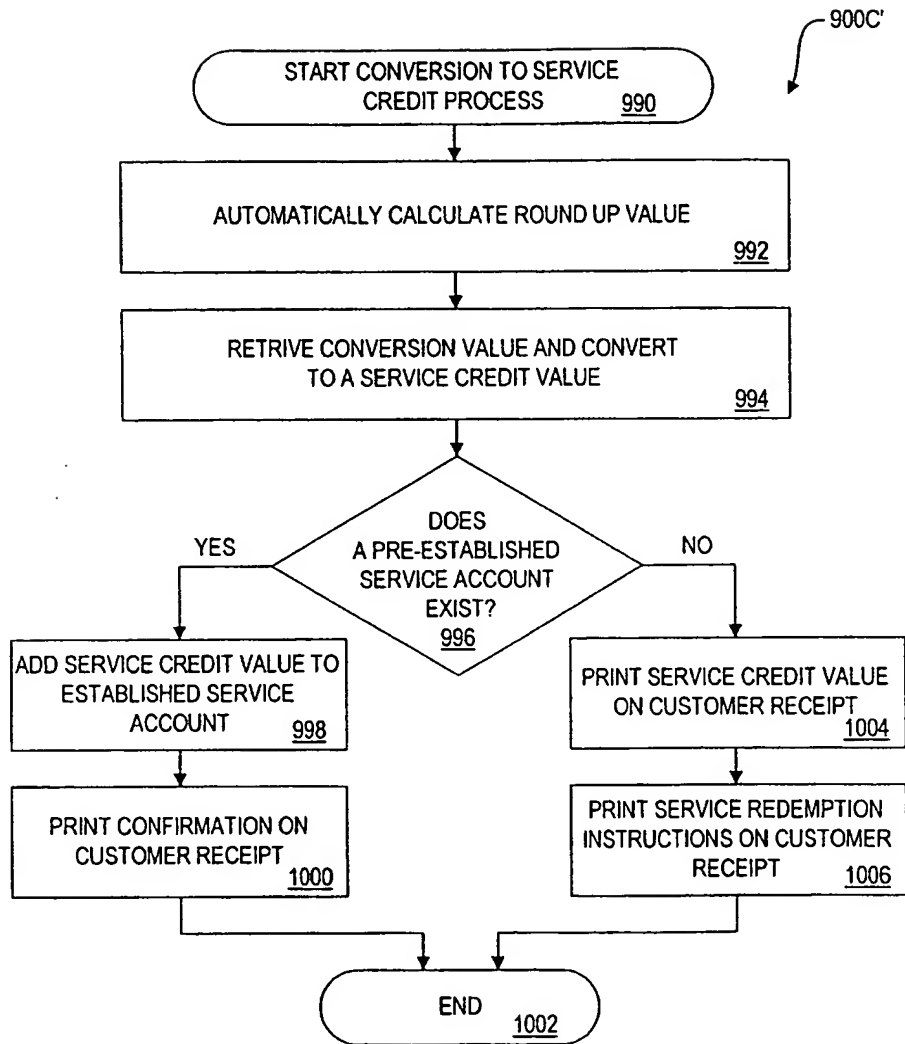 900C'
START CONVERSION TO SERVICE
CREDIT PROCESS
990
AUTOMATICALLY CALCULATE ROUND UP VALUE
992
RETRIVE CONVERSION VALUE AND CONVERT
TO A SERVICE CREDIT VALUE
994
DOES
A PRE-ESTABLISHED
SERVICE ACCOUNT
EXIST?
996
YES
NO
ADD SERVICE CREDIT VALUE TO
ESTABLISHED SERVICE
ACCOUNT
998
PRINT SERVICE CREDIT VALUE
ON CUSTOMER RECEIPT
1004
PRINT CONFIRMATION ON
CUSTOMER RECEIPT
1000
PRINT SERVICE REDEMPTION
INSTRUCTIONS ON CUSTOMER
RECEIPT
1006
END
1002